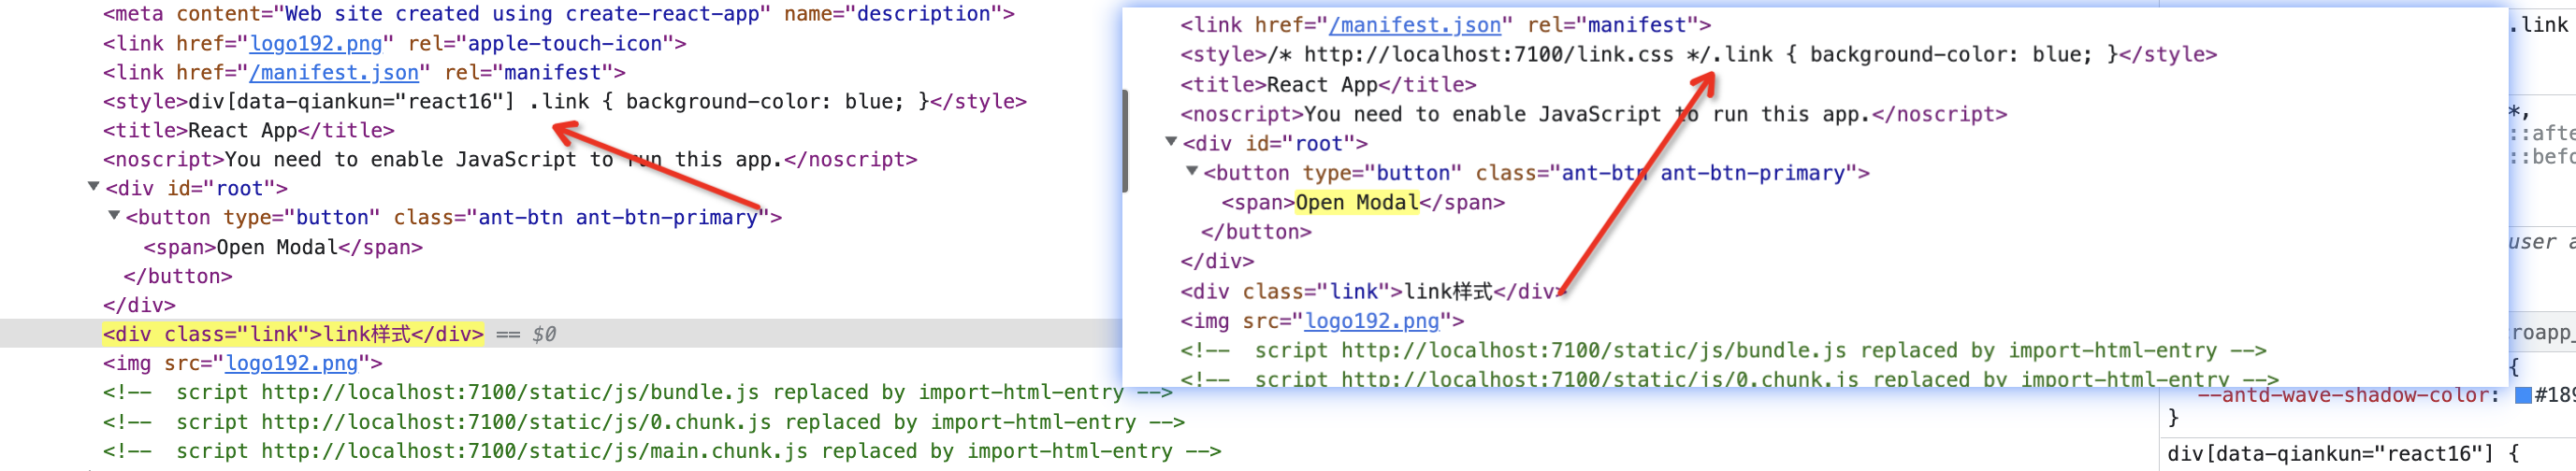 <meta content="Web site created using create-react-app" name="description">
<link href="logo192.png" rel="apple-touch-icon">
<link href="/manifest.json" rel="manifest">
<style>div[data-qiankun="react16"] .link { background-color: blue; }</style>
<title>React App</title>
<noscript>You need to enable JavaScript to run this app.</noscript>
▼<div id="root">
▼<button type="button" class="ant-btn ant-btn-primary">
<span>Open Modal</span>
</button>
</div>
<div class="link">link样式</div> == $0
<img src="logo192.png">
<!-- script http://localhost:7100/static/js/bundle.js replaced by import-html-entry -->
<!-- script http://localhost:7100/static/js/0.chunk.js replaced by import-html-entry -->
<!-- script http://localhost:7100/static/js/main.chunk.js replaced by import-html-entry -->
<link href="/manifest.json" rel="manifest">
<style>/* http://localhost:7100/link.css */.link { background-color: blue; }</style>
<title>React App</title>
<noscript>You need to enable JavaScript to run this app.</noscript>
▼<div id="root">
▼<button type="button" class="ant-btn ant-btn-primary">
<span>Open Modal</span>
</button>
</div>
<div class="link">link样式</div>
<img src="logo192.png">
<!-- script http://localhost:7100/static/js/bundle.js replaced by import-html-entry -->
<!-- script http://localhost:7100/static/js/0.chunk.js replaced by import-html-entry -->
.link
*,
::afte
::befo
user a
roapp_
{
--antd-wave-shadow-color: #189
}
div[data-qiankun="react16"] {